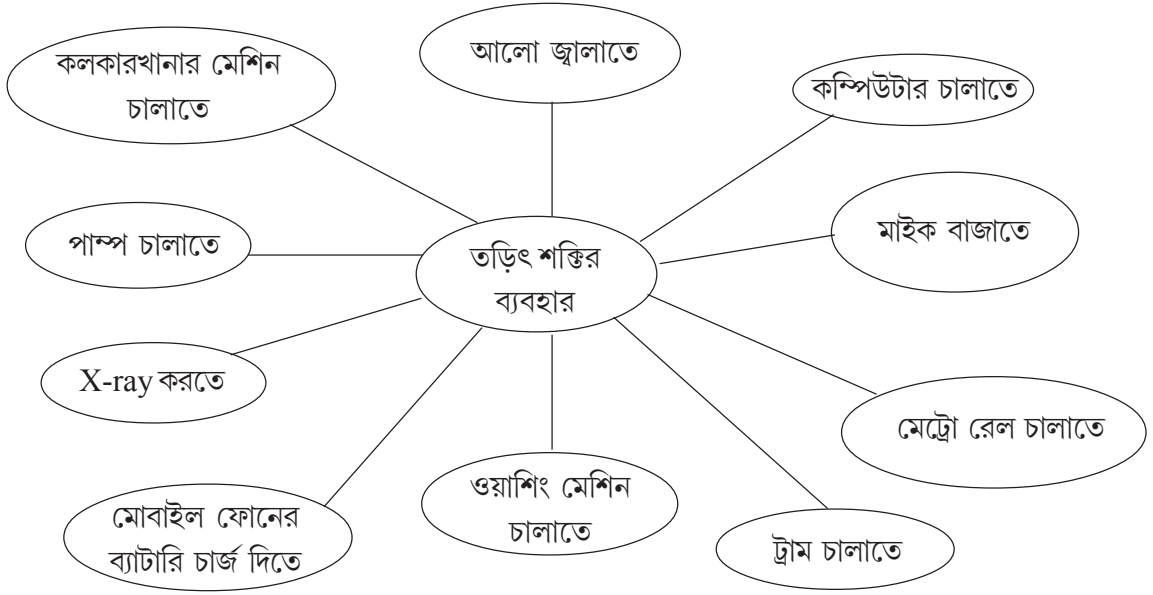 কলকারখানার মেশিন
চালাতে
আলো জ্বালাতে
কম্পিউটার চালাতে
পাম্প চালাতে
তড়িৎ শক্তির
ব্যবহার
মাইক বাজাতে
X-ray করতে
মেট্রো রেল চালাতে
মোবাইল ফোনের
ব্যাটারি চার্জ দিতে
ওয়াশিং মেশিন
চালাতে
ট্রাম চালাতে